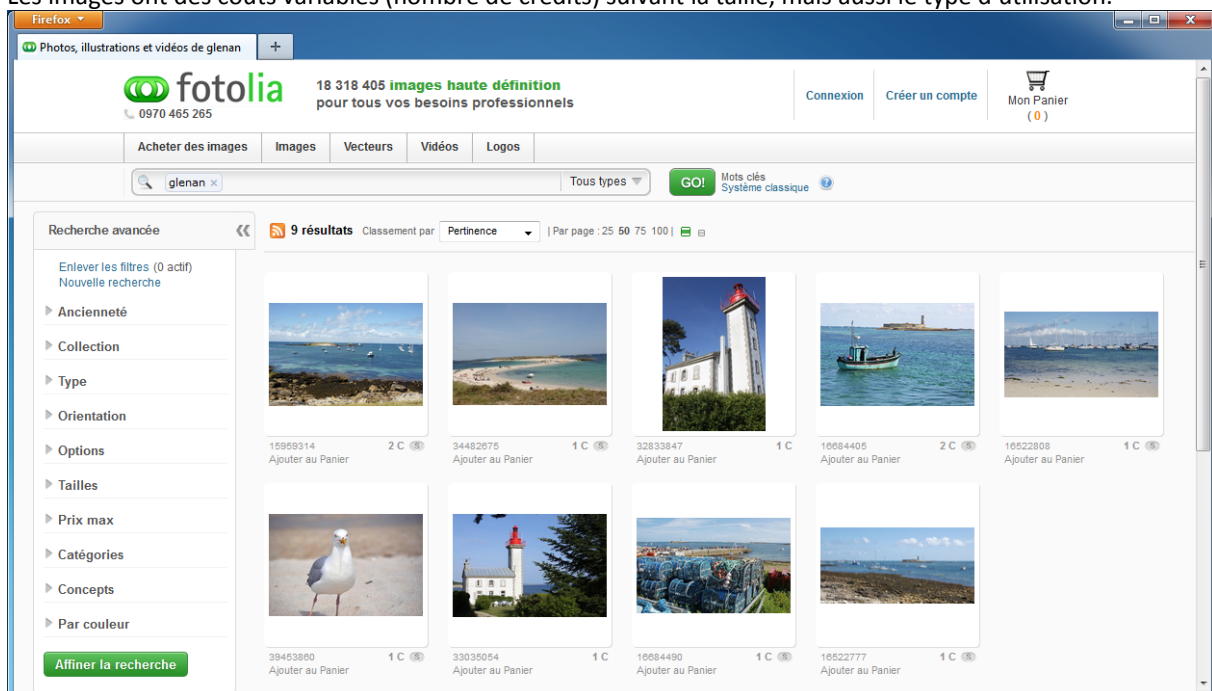 Les images ont des coûts variables (nombre de crédits) suivant la taille, mais aussi le type d'utilisation.
Firefox
Photos, illustrations et vidéos de glenan
fotolia
0970 465 265
18 318 405 images haute définition
pour tous vos besoins professionnels
Connexion
Créer un compte
Mon Panier
( 0 )
Acheter des images Images Vecteurs Vidéos Logos
glenan × Tous types GO! Mots clés
Système classique
Recherche avancée
9 résultats Classement par Pertinence | Par page : 25 50 75 100 |
Enlever les filtres (0 actif)
Nouvelle recherche
Ancienneté
Collection
Type
Orientation
Options
Tailles
Prix max
Catégories
Concepts
Par couleur
Affiner la recherche
15959314 2 C S
Ajouter au Panier
34482675 1 C S
Ajouter au Panier
32833847 1 C
Ajouter au Panier
16684405 2 C S
Ajouter au Panier
16522808 1 C S
Ajouter au Panier
39453860 1 C S
Ajouter au Panier
33035054 1 C
Ajouter au Panier
16684490 1 C S
Ajouter au Panier
16522777 1 C S
Ajouter au Panier